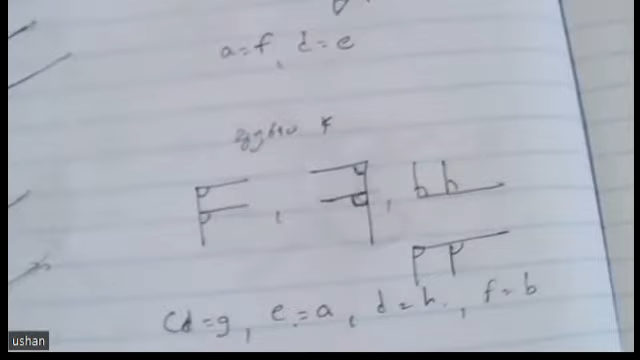 a=f, d=e
Cd=g, e=a, d=h, f=b
ushan